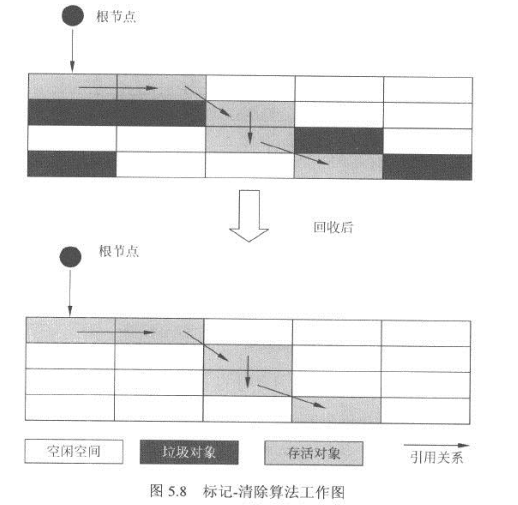 根节点
回收后
根节点
空闲空间
垃圾对象
存活对象
引用关系
图 5.8 标记-清除算法工作图